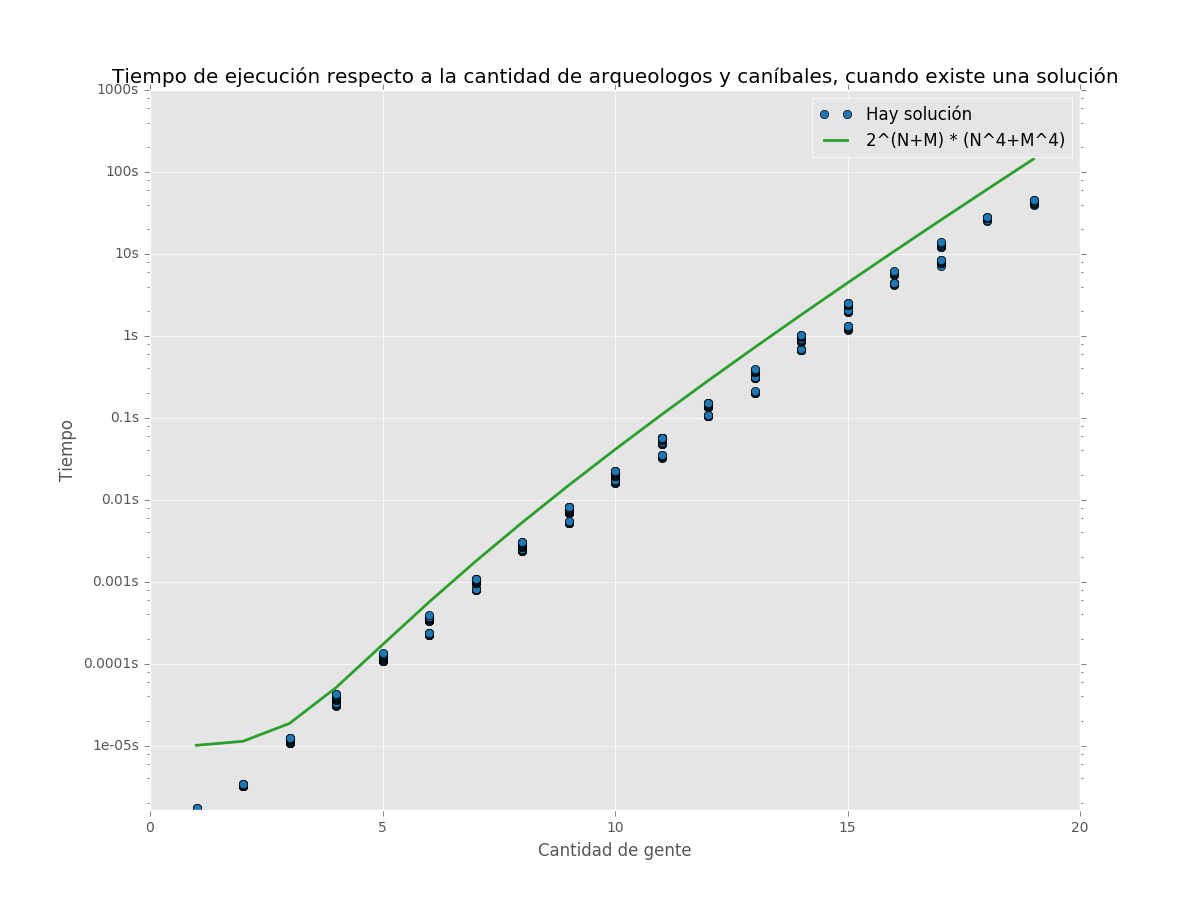 Tiempo de ejecución respecto a la cantidad de arqueologos y caníbales, cuando existe una solución
1000s
100s
10s
1s
0.1s
0.01s
0.001s
0.0001s
1e-05s
Tiempo
Hay solución
2^(N+M) * (N^4+M^4)
0 5 10 15 20
Cantidad de gente